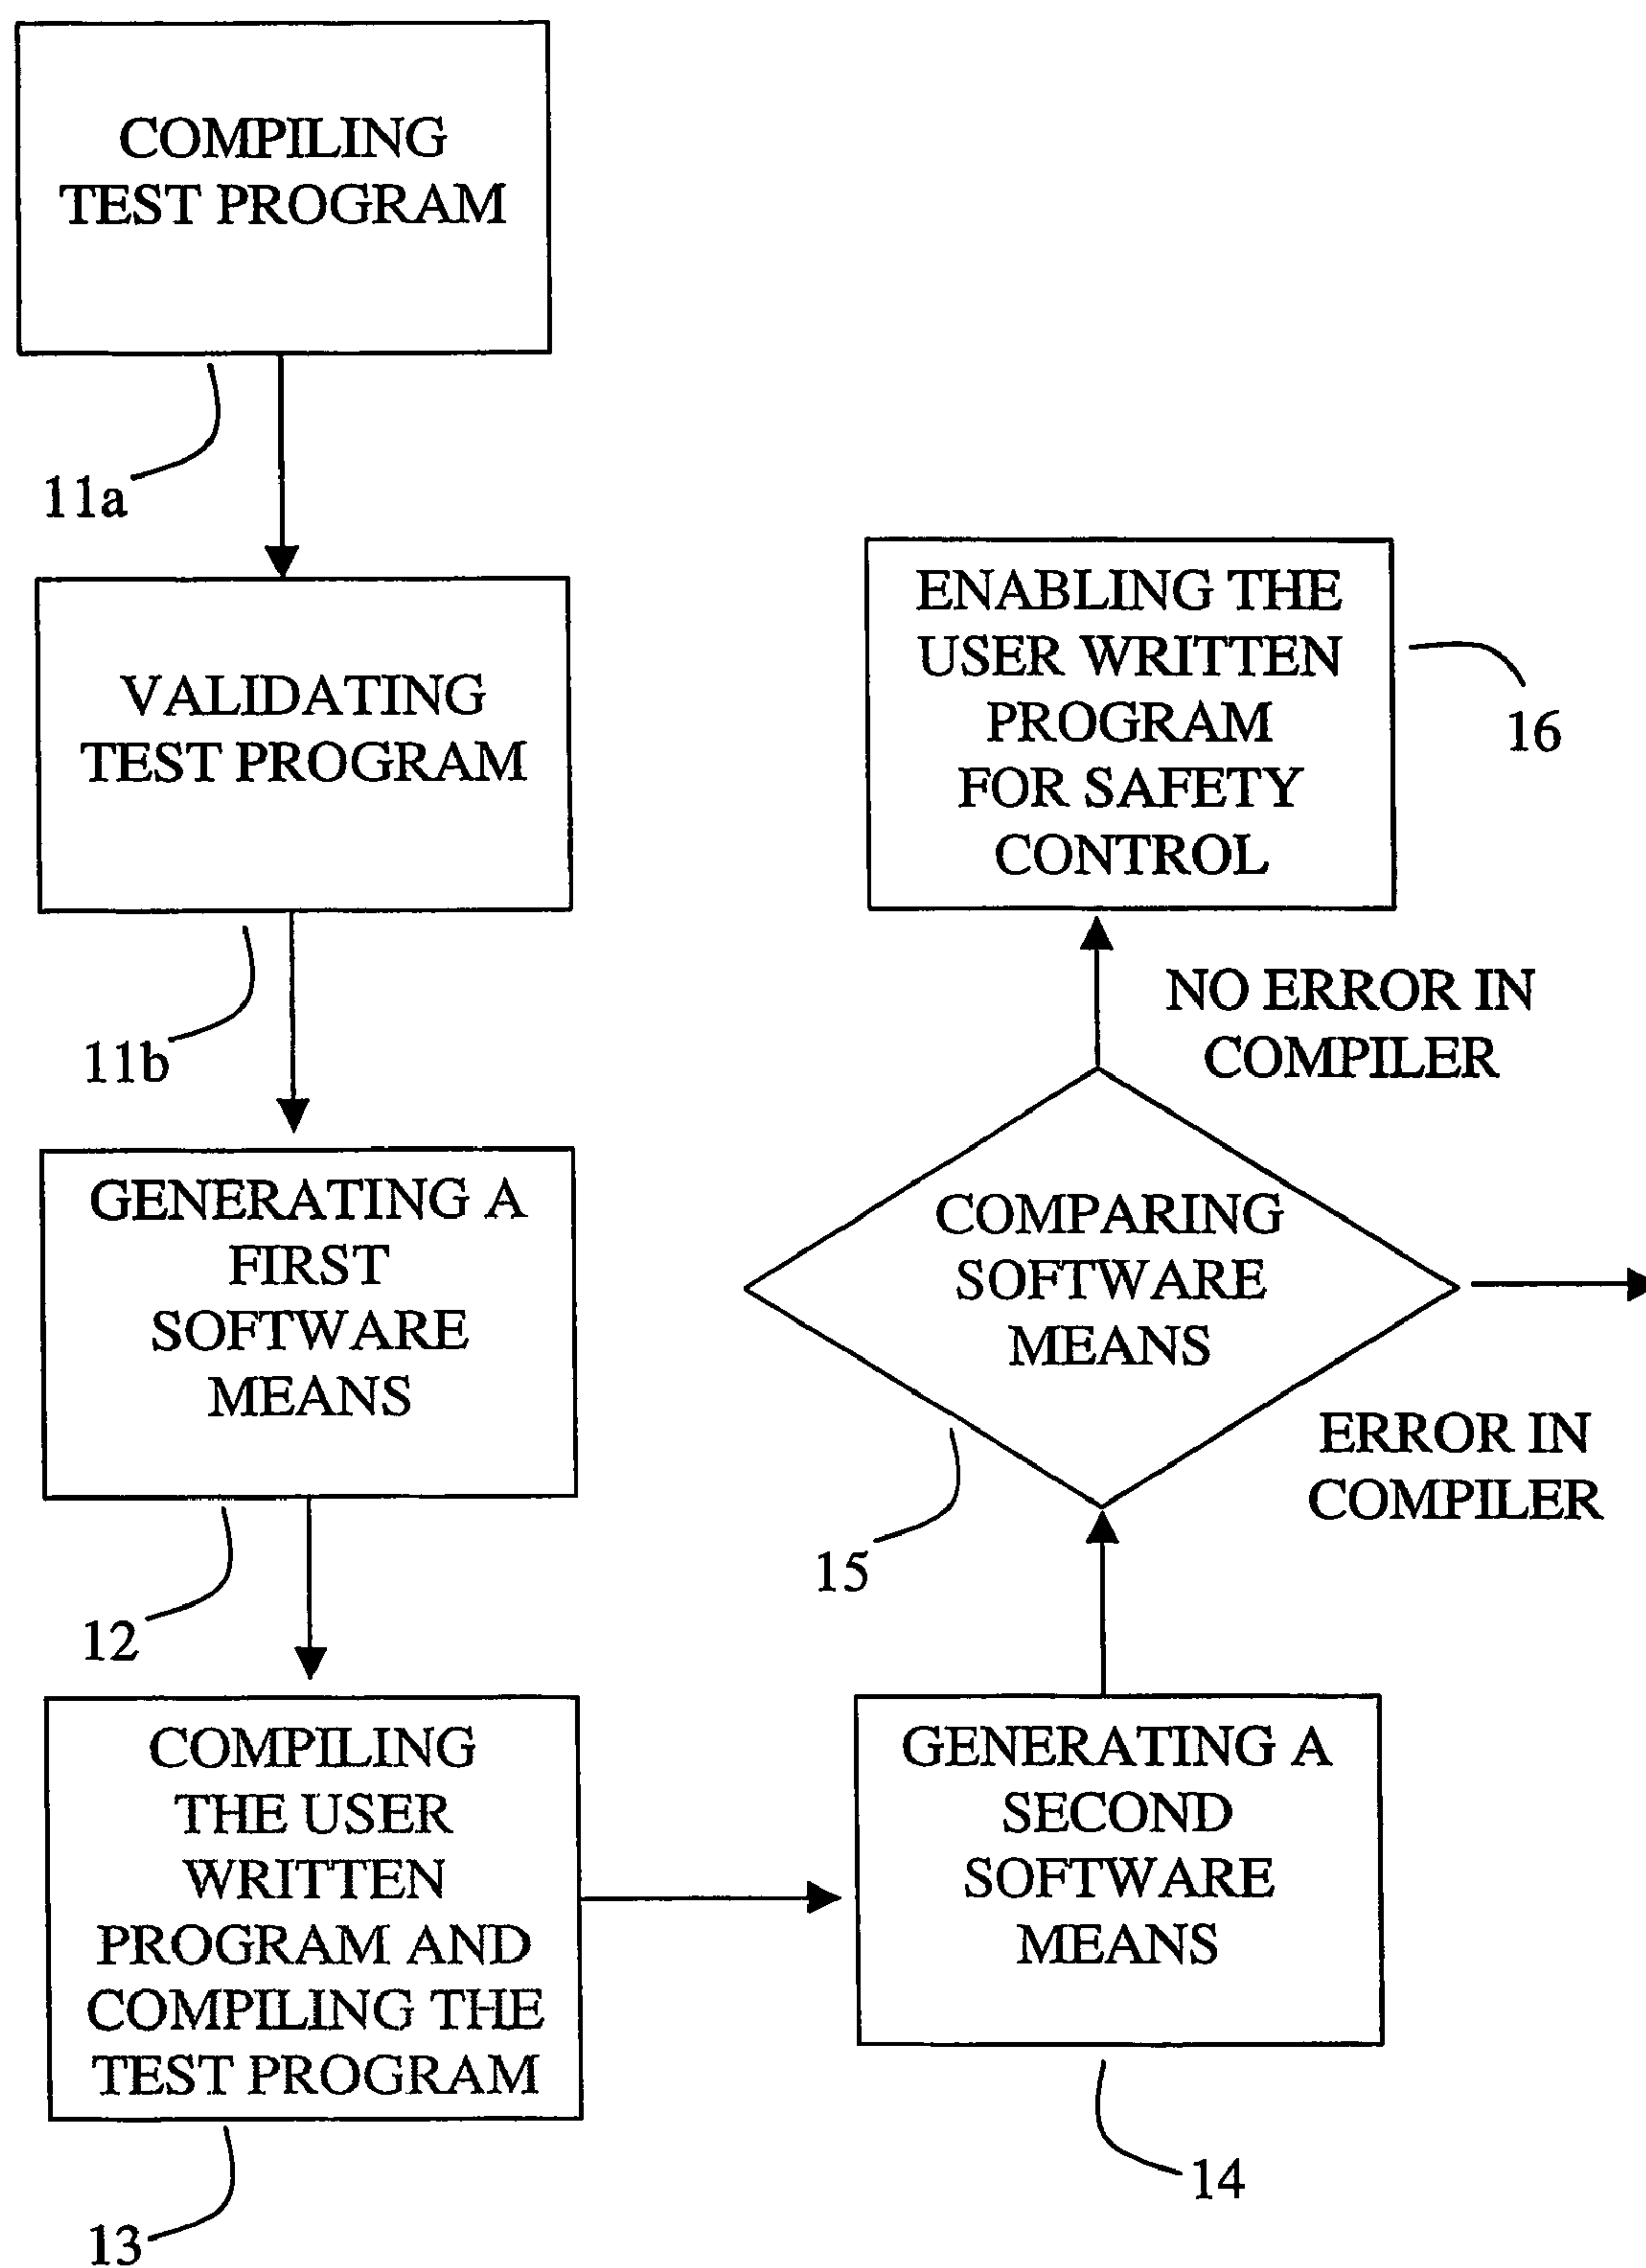 COMPILING
TEST PROGRAM
11a
VALIDATING
TEST PROGRAM
11b
GENERATING A
FIRST
SOFTWARE
MEANS
12
COMPILING
THE USER
WRITTEN
PROGRAM AND
COMPILING THE
TEST PROGRAM
13
GENERATING A
SECOND
SOFTWARE
MEANS
14
COMPARING
SOFTWARE
MEANS
15
ERROR IN
COMPILER
NO ERROR IN
COMPILER
ENABLING THE
USER WRITTEN
PROGRAM
FOR SAFETY
CONTROL
16